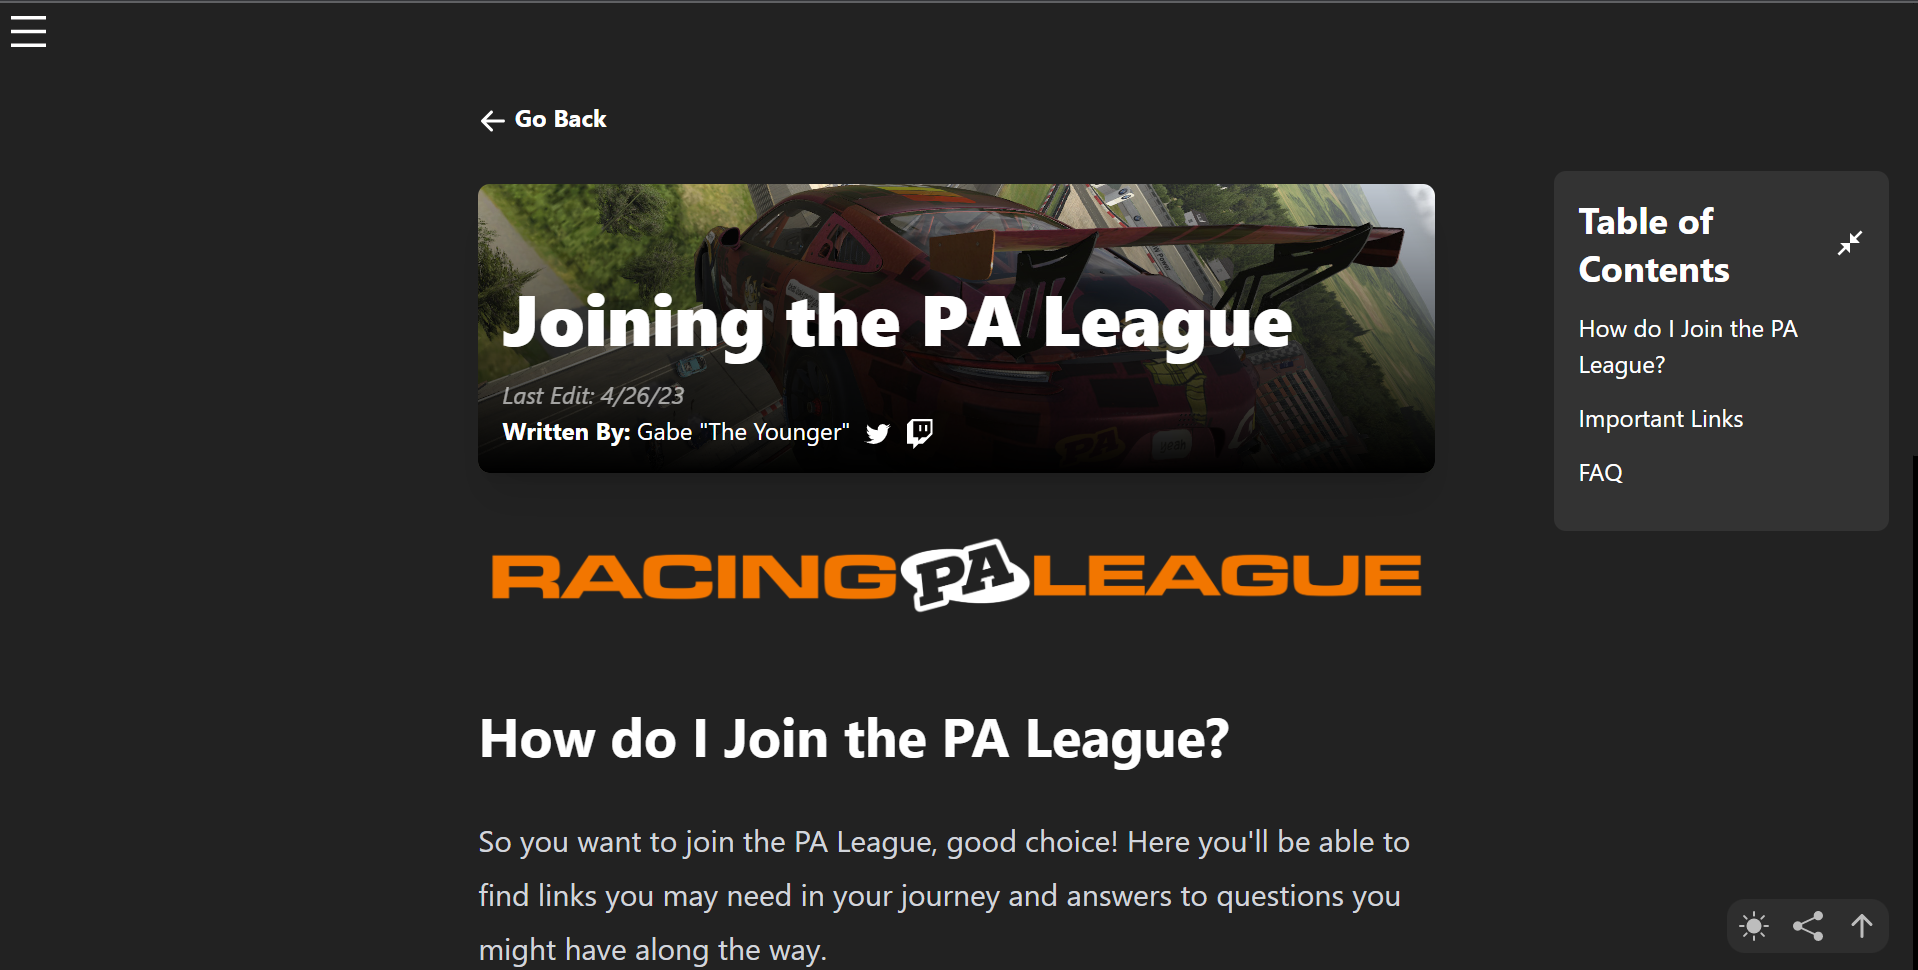 Go Back
Joining the PA League
Last Edit: 4/26/23
Written By: Gabe "The Younger"
RACING PA LEAGUE
How do I Join the PA League?
So you want to join the PA League, good choice! Here you'll be able to
find links you may need in your journey and answers to questions you
might have along the way.
Table of
Contents
How do I Join the PA
League?
Important Links
FAQ